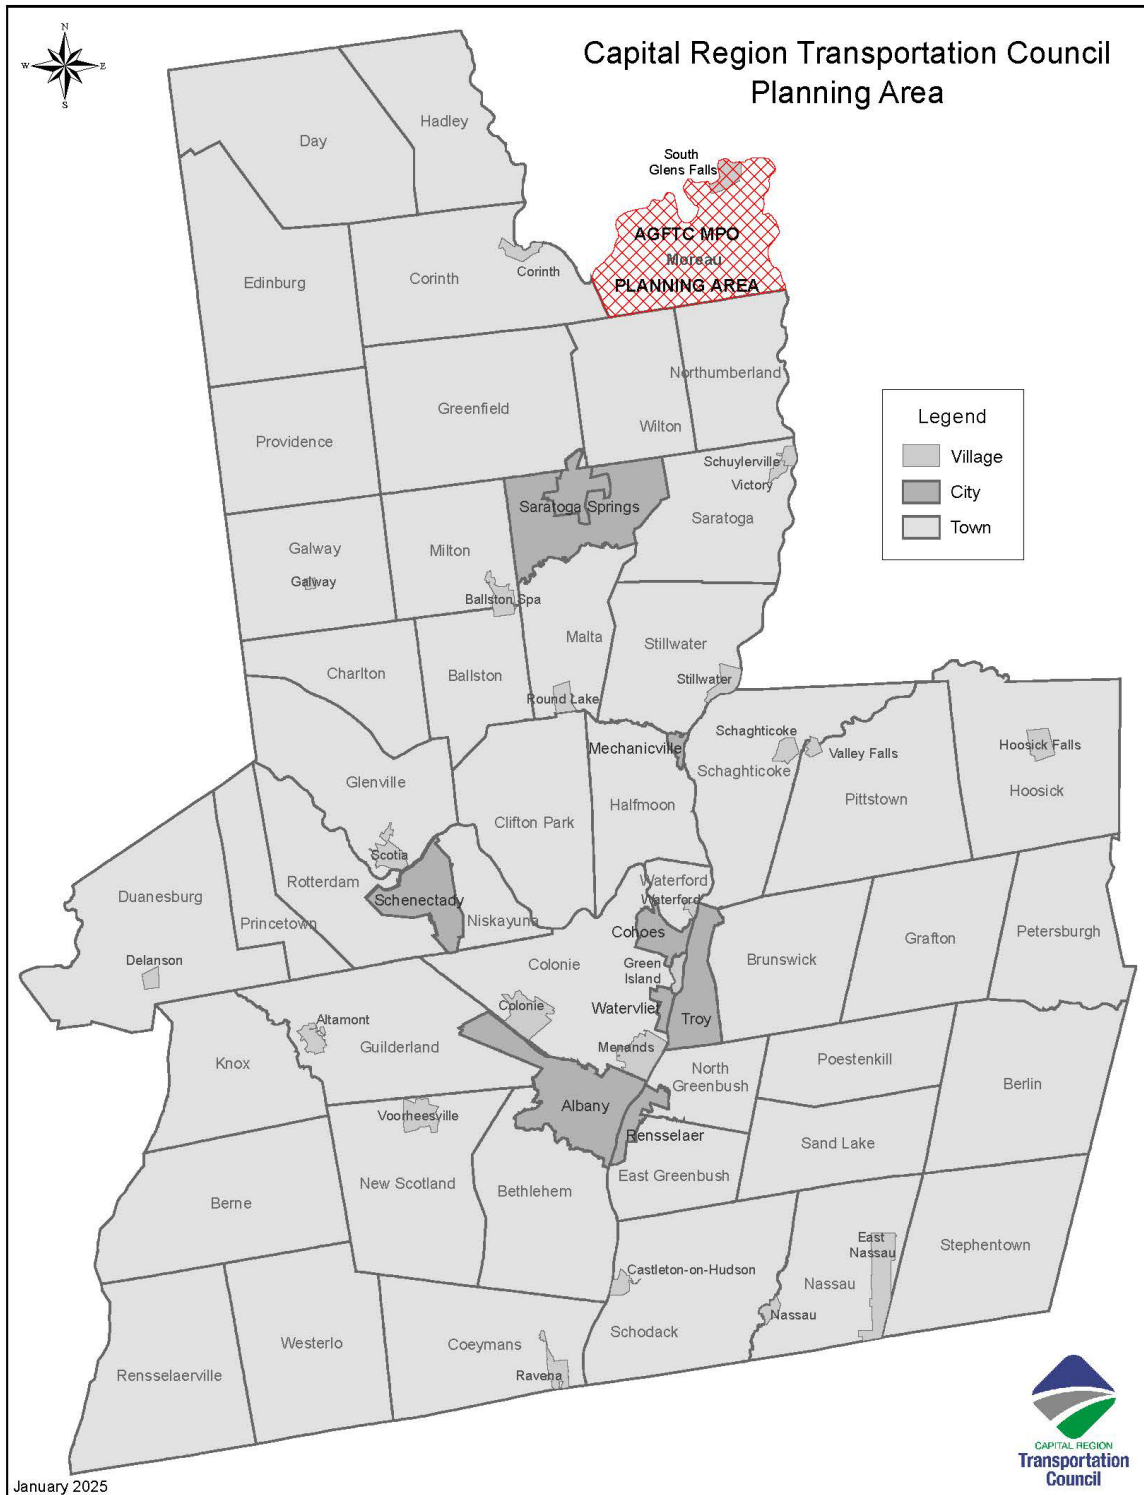 N
W
E
S
Capital Region Transportation Council
Planning Area
Day
Hadley
South
Glens Falls
AGFTC MPO
Moreau
PLANNING AREA
Edinburg
Corinth
Corinth
Northumberland
Greenfield
Wilton
Providence
Legend
Village
City
Town
Schuylerville
Victory
Saratoga Springs
Saratoga
Galway
Galway
Milton
Ballston Spa
Malta
Stillwater
Stillwater
Charlton
Ballston
Round Lake
Mechanicville
Schaghticoke
Schaghticoke
Valley Falls
Hoosick Falls
Hoosick
Pittstown
Glenville
Halfmoon
Clifton Park
Scotia
Rotterdam
Schenectady
Duanesburg
Princetown
Niskayuna
Waterford
Waterford
Cohoes
Delanson
Colonie
Green
Island
Brunswick
Grafton
Petersburgh
Colonie
Watervliet
Troy
Altamont
Guilderland
Menands
Knox
North
Greenbush
Poestenkill
Berlin
Voorheesville
Albany
Rensselaer
Sand Lake
East Greenbush
New Scotland
Bethlehem
Berne
East
Nassau
Stephentown
Castleton-on-Hudson
Nassau
Nassau
Schodack
Westerlo
Coeymans
Rensselaerville
Ravena
CAPITAL REGION
Transportation
Council
January 2025